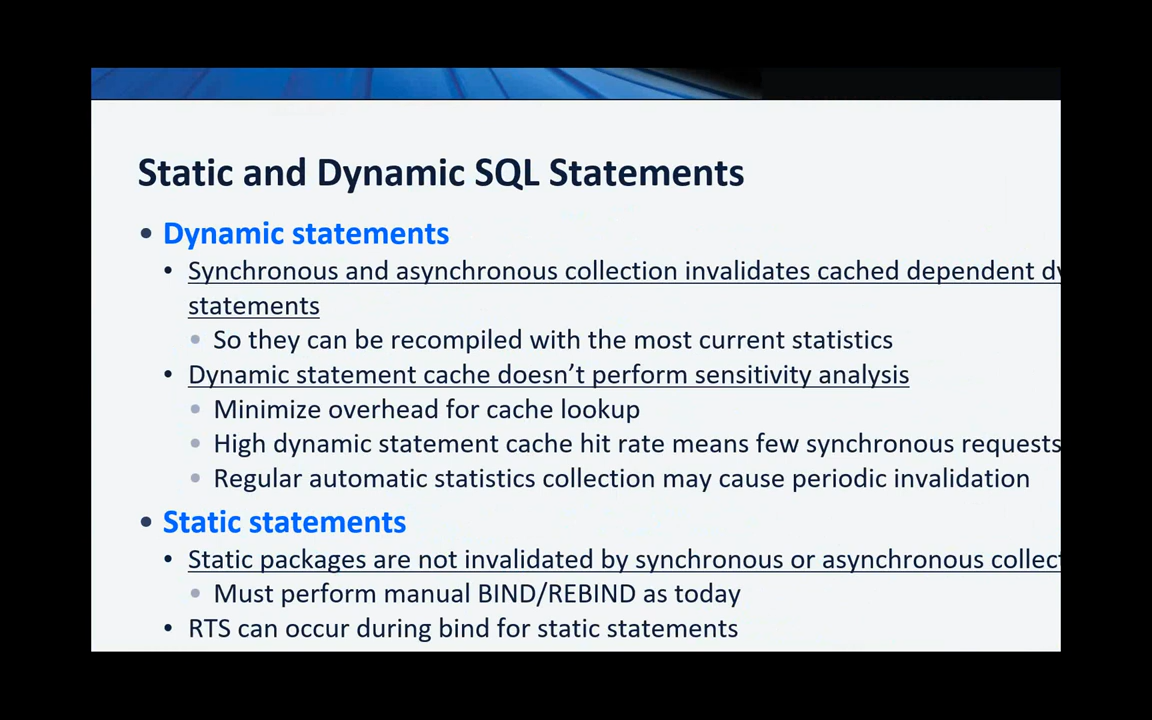 Static and Dynamic SQL Statements
• Dynamic statements
• Synchronous and asynchronous collection invalidates cached dependent
statements
• So they can be recompiled with the most current statistics
• Dynamic statement cache doesn’t perform sensitivity analysis
• Minimize overhead for cache lookup
• High dynamic statement cache hit rate means few synchronous requests
• Regular automatic statistics collection may cause periodic invalidation
• Static statements
• Static packages are not invalidated by synchronous or asynchronous
• Must perform manual BIND/REBIND as today
• RTS can occur during bind for static statements